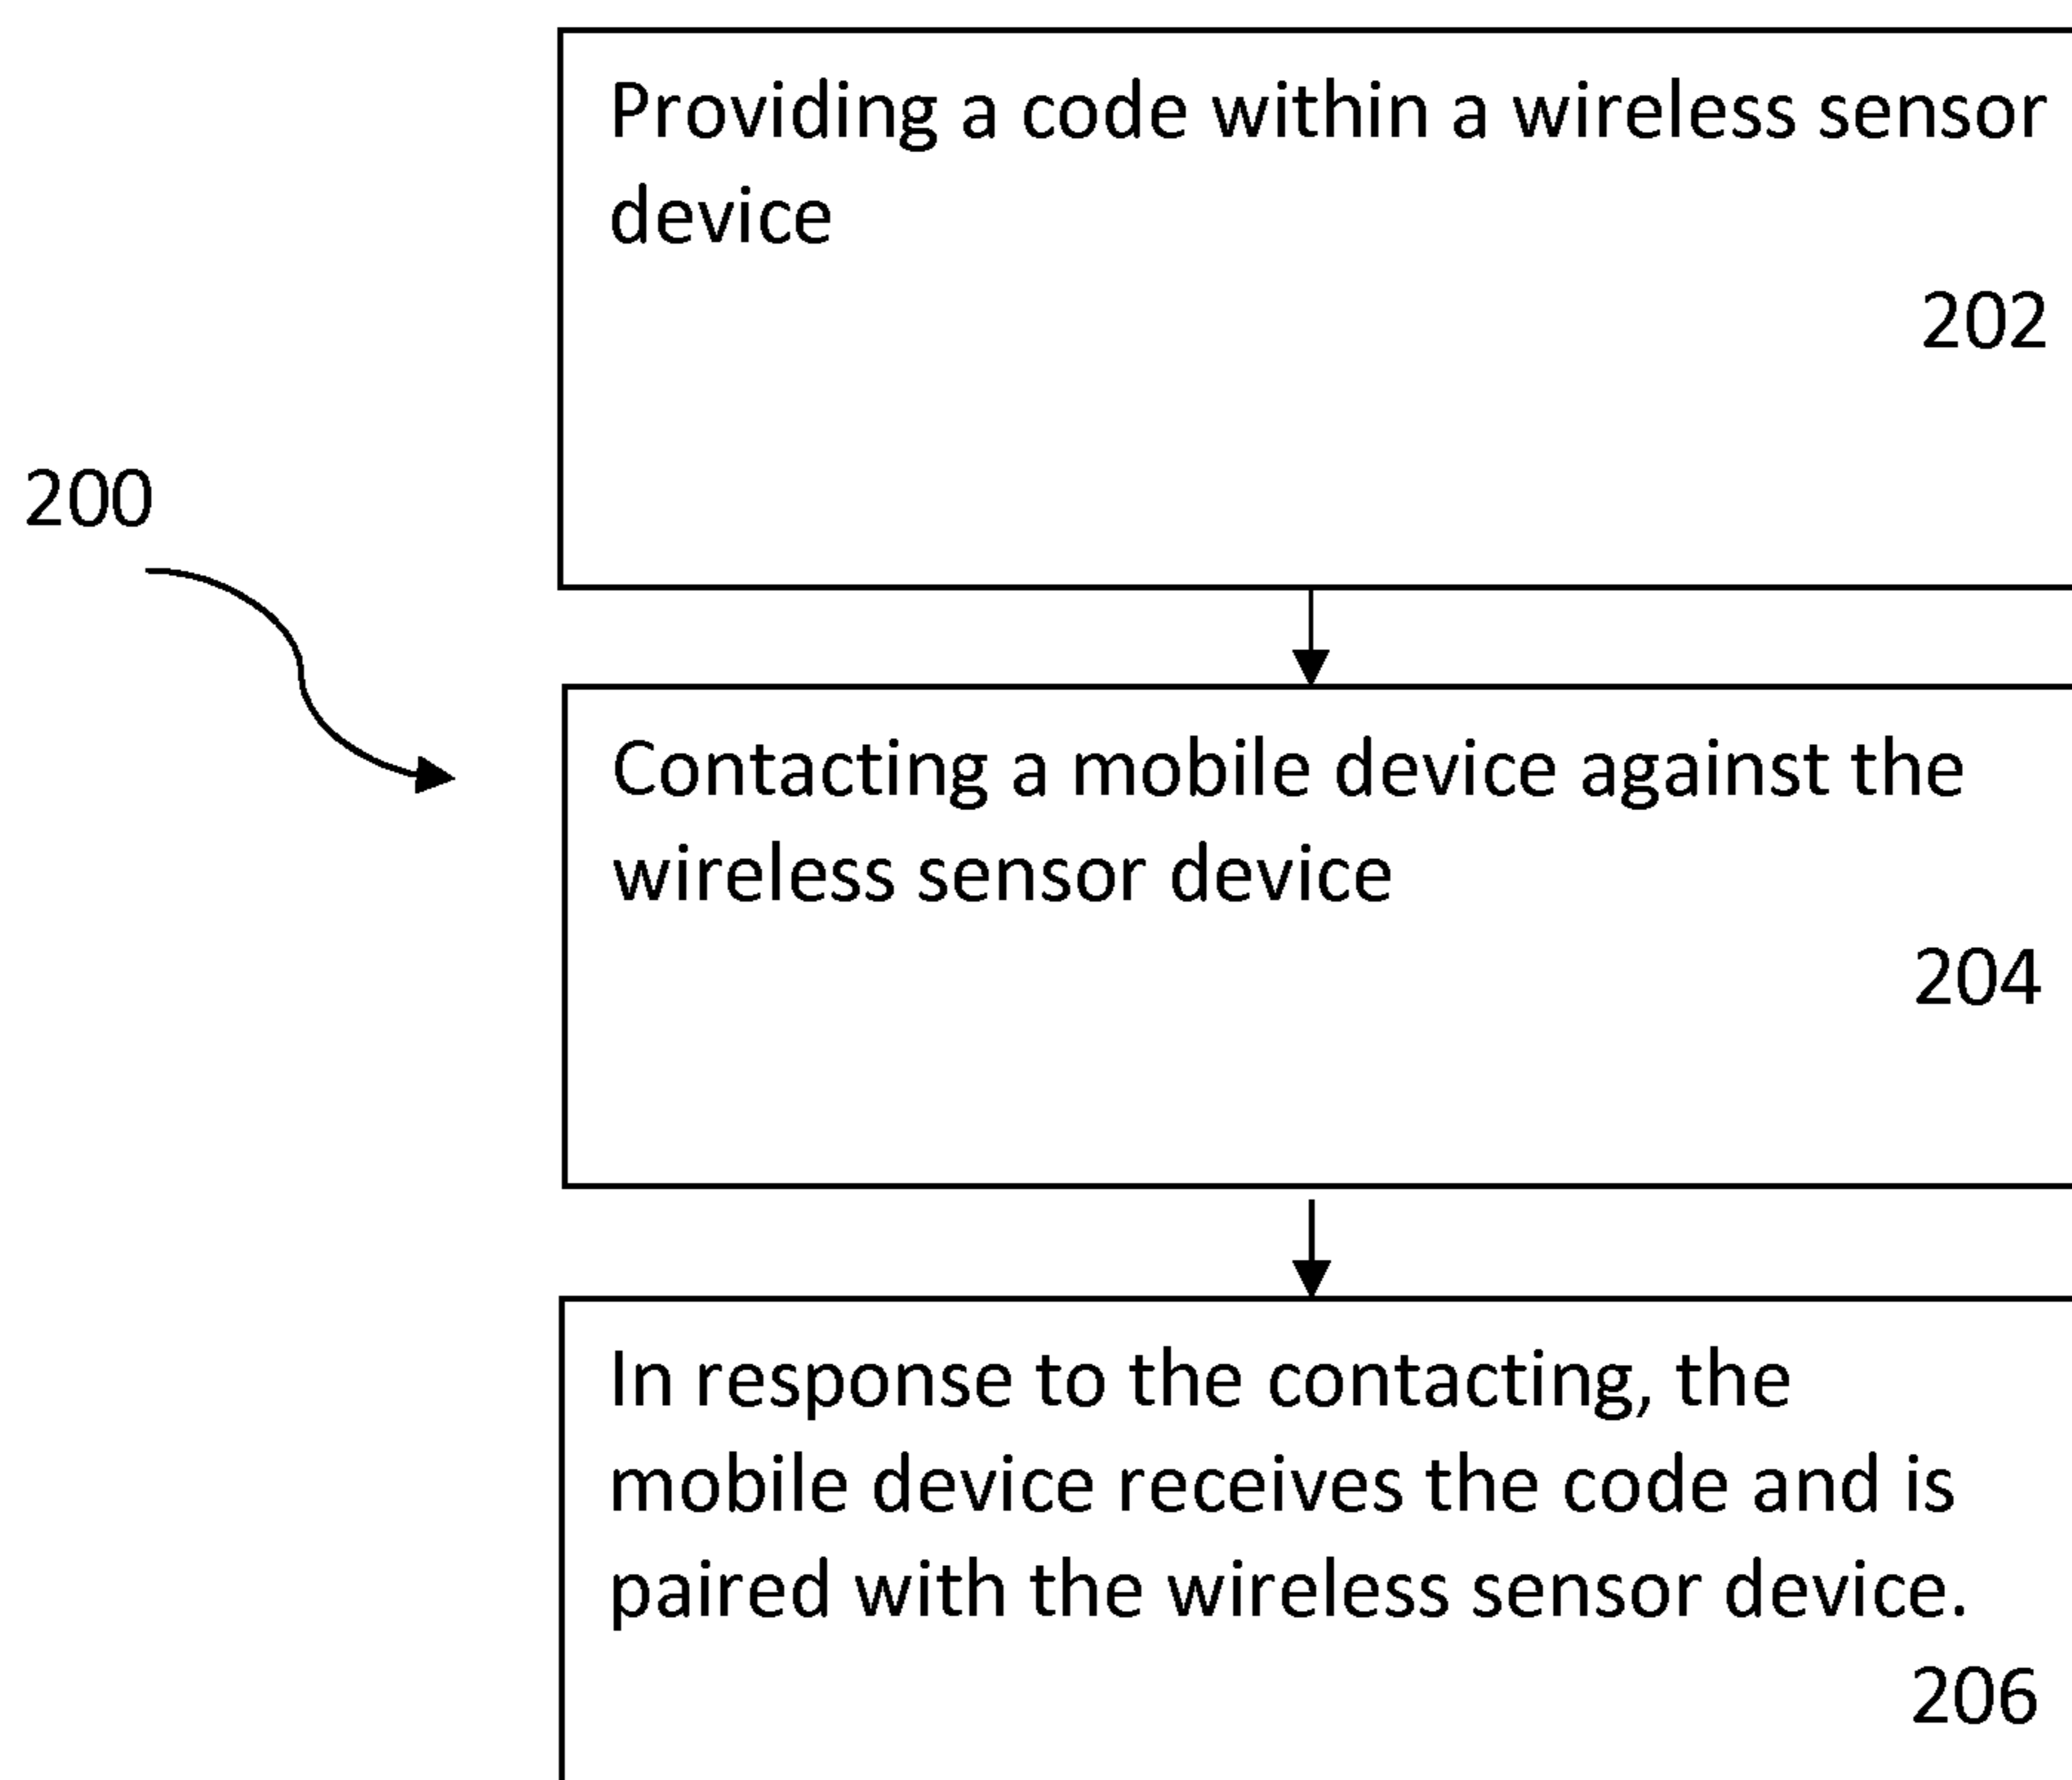 Providing a code within a wireless sensor
device
202
200
Contacting a mobile device against the
wireless sensor device
204
In response to the contacting, the
mobile device receives the code and is
paired with the wireless sensor device.
206